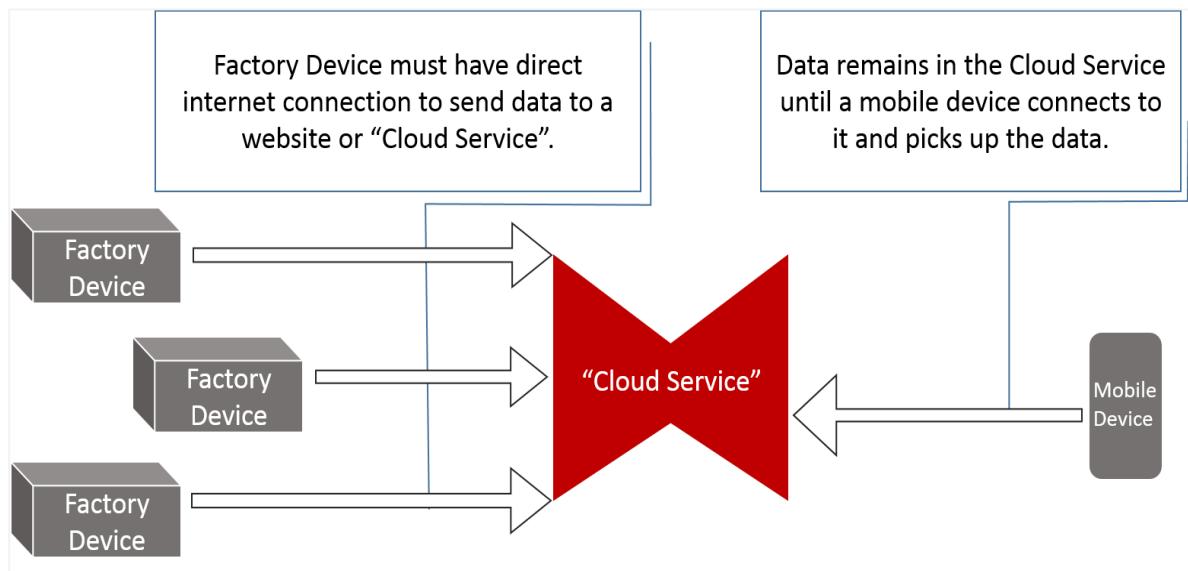 Factory Device must have direct
internet connection to send data to a
website or “Cloud Service”.
Data remains in the Cloud Service
until a mobile device connects to
it and picks up the data.
Factory
Device
Factory
Device
Factory
Device
“Cloud Service”
Mobile
Device